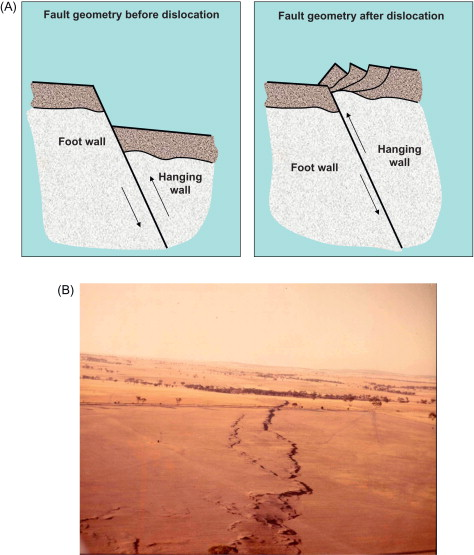 (A)
Fault geometry before dislocation
Foot wall
Hanging
wall
Fault geometry after dislocation
Hanging
wall
Foot wall
(B)